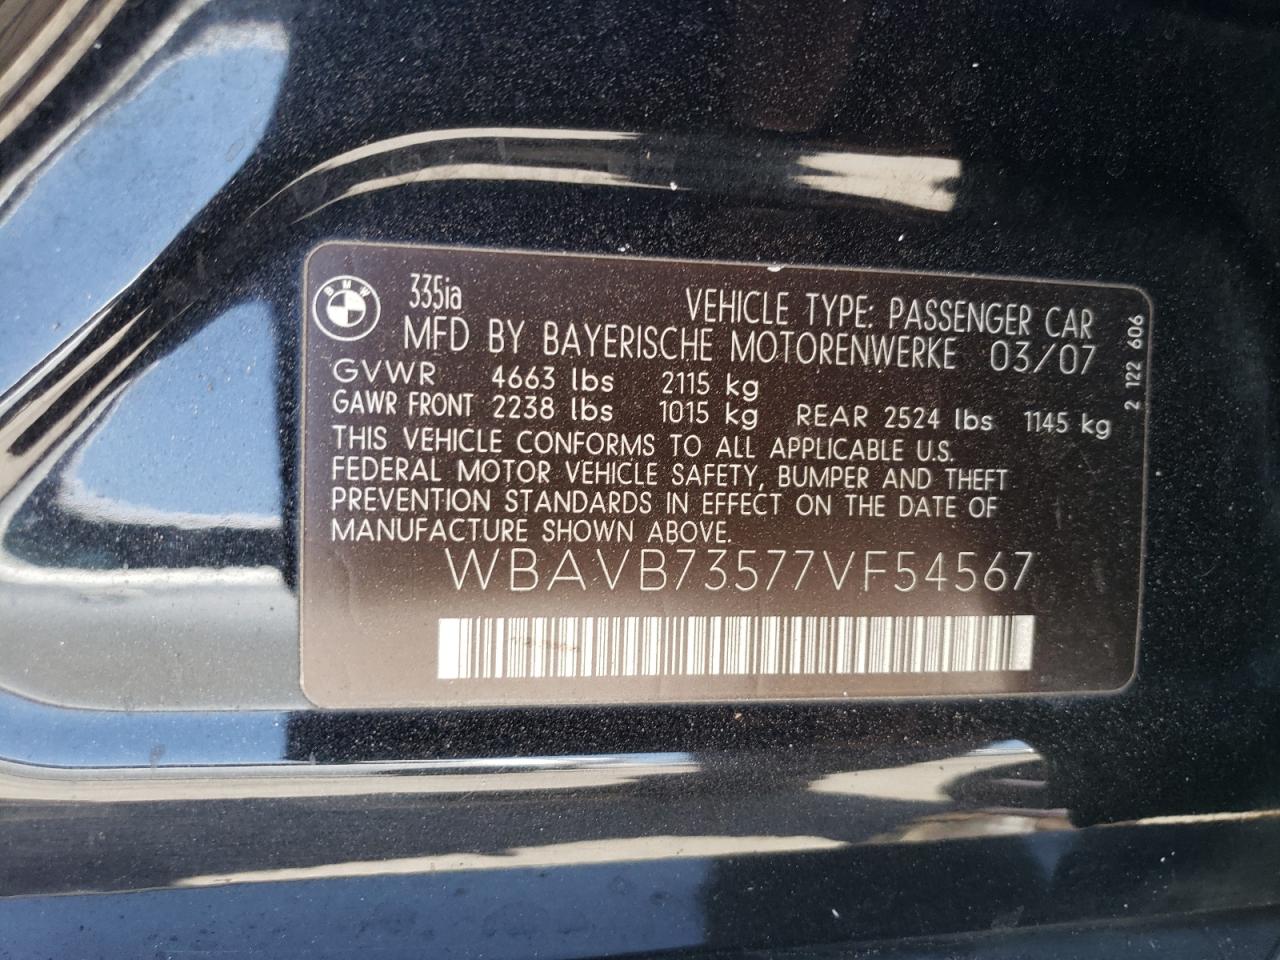 BMW
335ia
VEHICLE TYPE: PASSENGER CAR
MFD BY BAYERISCHE MOTORENWERKE 03/07
GVWR 4663 lbs 2115 kg
GAWR FRONT 2238 lbs 1015 kg REAR 2524 lbs 1145 kg
THIS VEHICLE CONFORMS TO ALL APPLICABLE U.S.
FEDERAL MOTOR VEHICLE SAFETY, BUMPER AND THEFT
PREVENTION STANDARDS IN EFFECT ON THE DATE OF
MANUFACTURE SHOWN ABOVE.
WBAVB73577VF54567
2 122 606